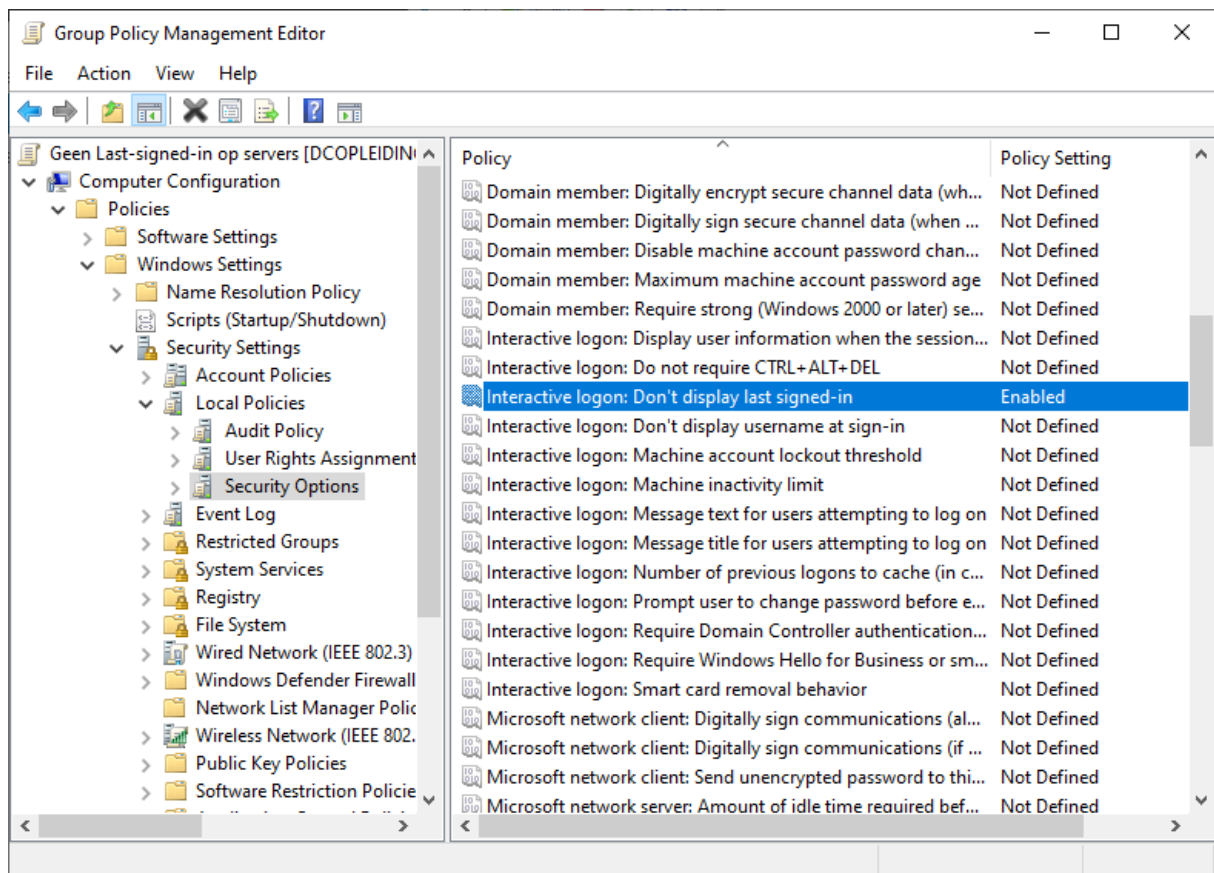 Group Policy Management Editor
File Action View Help
Geen Last-signed-in op servers [DCOPLEIDIN
Computer Configuration
Policies
Software Settings
Windows Settings
Name Resolution Policy
Scripts (Startup/Shutdown)
Security Settings
Account Policies
Local Policies
Audit Policy
User Rights Assignment
Security Options
Event Log
Restricted Groups
System Services
Registry
File System
Wired Network (IEEE 802.3)
Windows Defender Firewall
Network List Manager Polic
Wireless Network (IEEE 802.
Public Key Policies
Software Restriction Policie
Policy Policy Setting
Domain member: Digitally encrypt secure channel data (wh... Not Defined
Domain member: Digitally sign secure channel data (when ... Not Defined
Domain member: Disable machine account password chan... Not Defined
Domain member: Maximum machine account password age Not Defined
Domain member: Require strong (Windows 2000 or later) se... Not Defined
Interactive logon: Display user information when the session... Not Defined
Interactive logon: Do not require CTRL+ALT+DEL Not Defined
Interactive logon: Don't display last signed-in Enabled
Interactive logon: Don't display username at sign-in Not Defined
Interactive logon: Machine account lockout threshold Not Defined
Interactive logon: Machine inactivity limit Not Defined
Interactive logon: Message text for users attempting to log on Not Defined
Interactive logon: Message title for users attempting to log on Not Defined
Interactive logon: Number of previous logons to cache (in c... Not Defined
Interactive logon: Prompt user to change password before e... Not Defined
Interactive logon: Require Domain Controller authentication... Not Defined
Interactive logon: Require Windows Hello for Business or sm... Not Defined
Interactive logon: Smart card removal behavior Not Defined
Microsoft network client: Digitally sign communications (al... Not Defined
Microsoft network client: Digitally sign communications (if ... Not Defined
Microsoft network client: Send unencrypted password to thi... Not Defined
Microsoft network server: Amount of idle time required bef... Not Defined